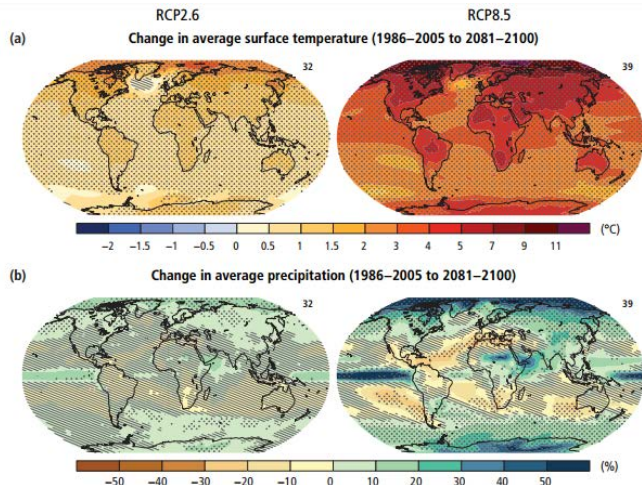 RCP2.6 RCP8.5
(a) Change in average surface temperature (1986–2005 to 2081–2100)
32 39
−2 −1.5 −1 −0.5 0 0.5 1 1.5 2 3 4 5 7 9 11 (°C)
(b) Change in average precipitation (1986–2005 to 2081–2100)
32 39
−50 −40 −30 −20 −10 0 10 20 30 40 50 (%)